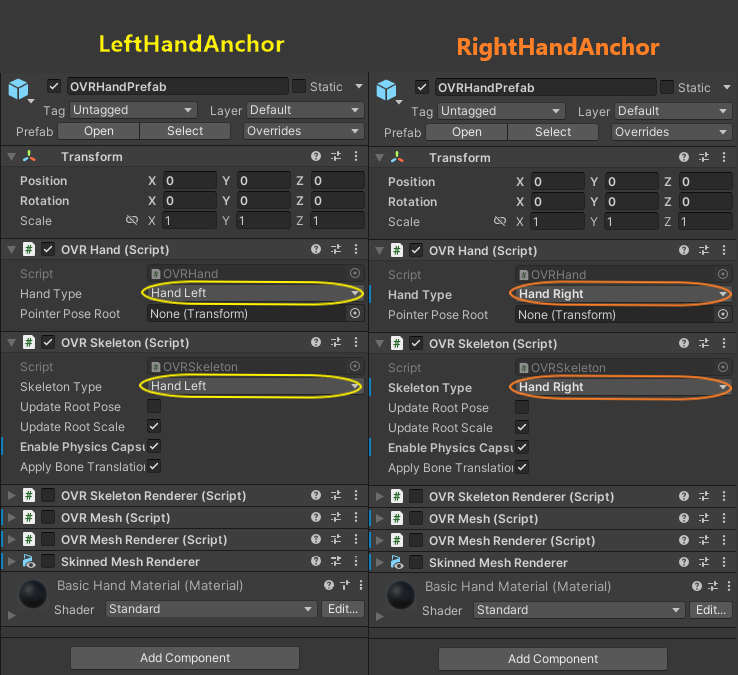 LeftHandAnchor
OVRHandPrefab
Static
Tag Untagged Layer Default
Prefab Open Select Overrides
Transform
Position X 0 Y 0 Z 0
Rotation X 0 Y 0 Z 0
Scale X 1 Y 1 Z 1
# OVR Hand (Script)
Script # OVRHand
Hand Type Hand Left
Pointer Pose Root None (Transform)
# OVR Skeleton (Script)
Script # OVRSkeleton
Skeleton Type Hand Left
Update Root Pose
Update Root Scale
Enable Physics Capsu
Apply Bone Translation
# OVR Skeleton Renderer (Script)
# OVR Mesh (Script)
# OVR Mesh Renderer (Script)
Skinned Mesh Renderer
Basic Hand Material (Material)
Shader Standard Edit...
Add Component
RightHandAnchor
OVRHandPrefab
Static
Tag Untagged Layer Default
Prefab Open Select Overrides
Transform
Position X 0 Y 0 Z 0
Rotation X 0 Y 0 Z 0
Scale X 1 Y 1 Z 1
# OVR Hand (Script)
Script # OVRHand
Hand Type Hand Right
Pointer Pose Root None (Transform)
# OVR Skeleton (Script)
Script # OVRSkeleton
Skeleton Type Hand Right
Update Root Pose
Update Root Scale
Enable Physics Capsu
Apply Bone Translation
# OVR Skeleton Renderer (Script)
# OVR Mesh (Script)
# OVR Mesh Renderer (Script)
Skinned Mesh Renderer
Basic Hand Material (Material)
Shader Standard Edit...
Add Component